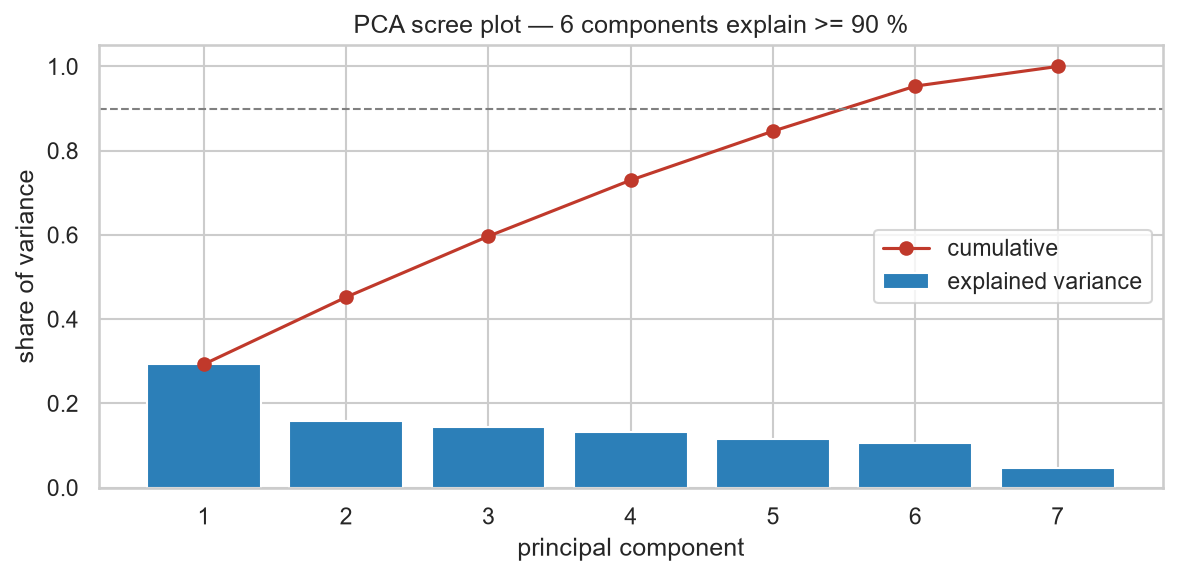 PCA scree plot — 6 components explain >= 90 %
share of variance
1.0
0.8
0.6
0.4
0.2
0.0
cumulative
explained variance
1 2 3 4 5 6 7
principal component